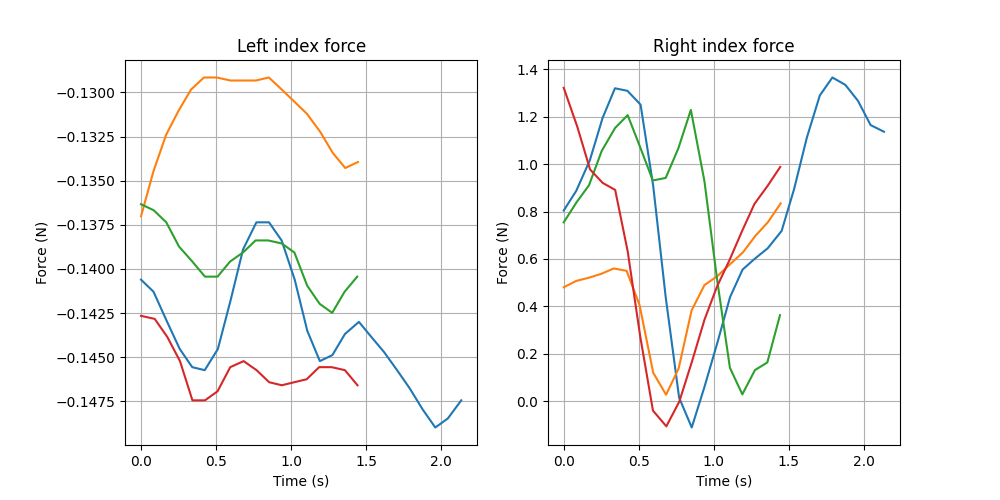 Left index force
Force (N)
−0.1300
−0.1325
−0.1350
−0.1375
−0.1400
−0.1425
−0.1450
−0.1475
0.0 0.5 1.0 1.5 2.0
Time (s)
Right index force
Force (N)
1.4
1.2
1.0
0.8
0.6
0.4
0.2
0.0
0.0 0.5 1.0 1.5 2.0
Time (s)